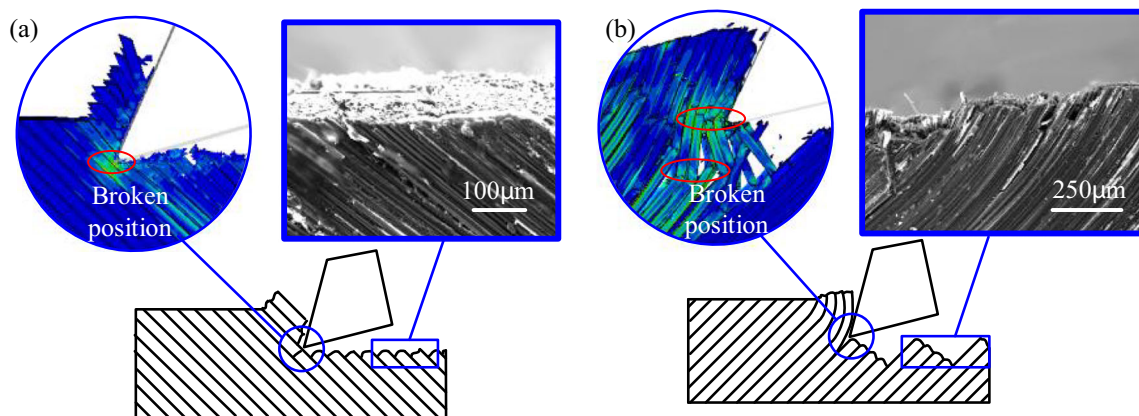 (a)
Broken
position
100μm
(b)
Broken
position
250μm